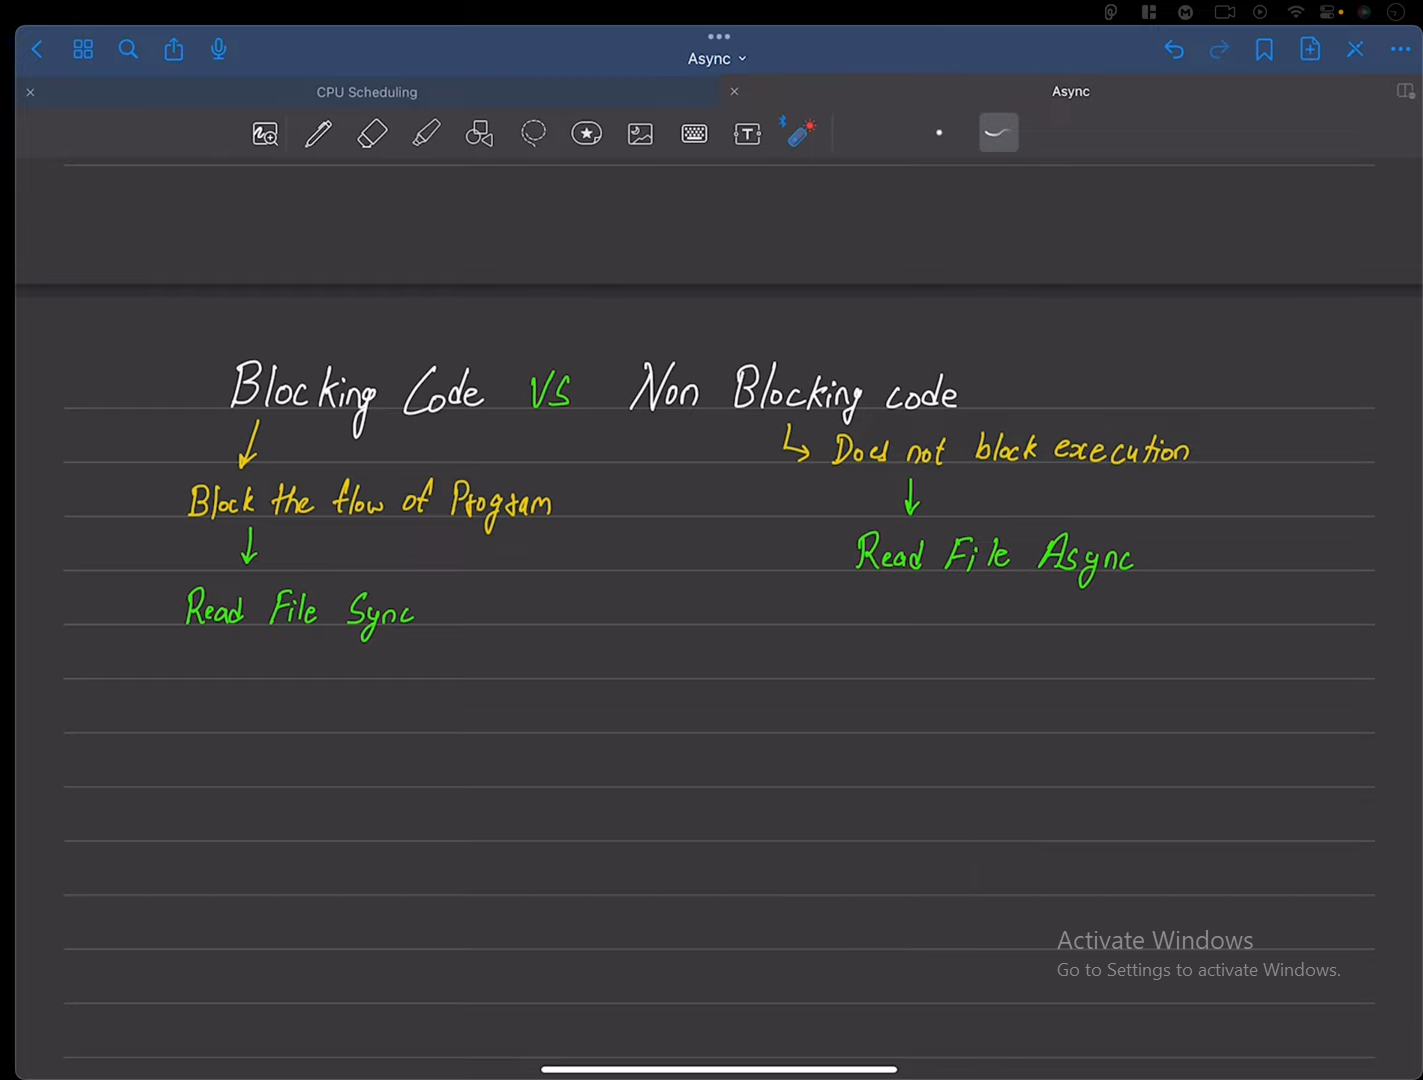 Async
CPU Scheduling
Async
Blocking Code VS Non Blocking code
Does not block execution
Block the flow of Program
Read File Async
Read File Sync
Activate Windows
Go to Settings to activate Windows.